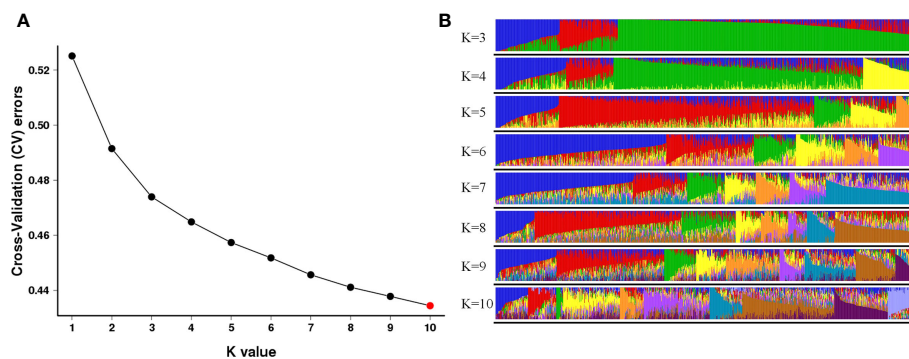 A
Cross-Validation (CV) errors
0.52
0.50
0.48
0.46
0.44
1 2 3 4 5 6 7 8 9 10
K value
B
K=3
K=4
K=5
K=6
K=7
K=8
K=9
K=10